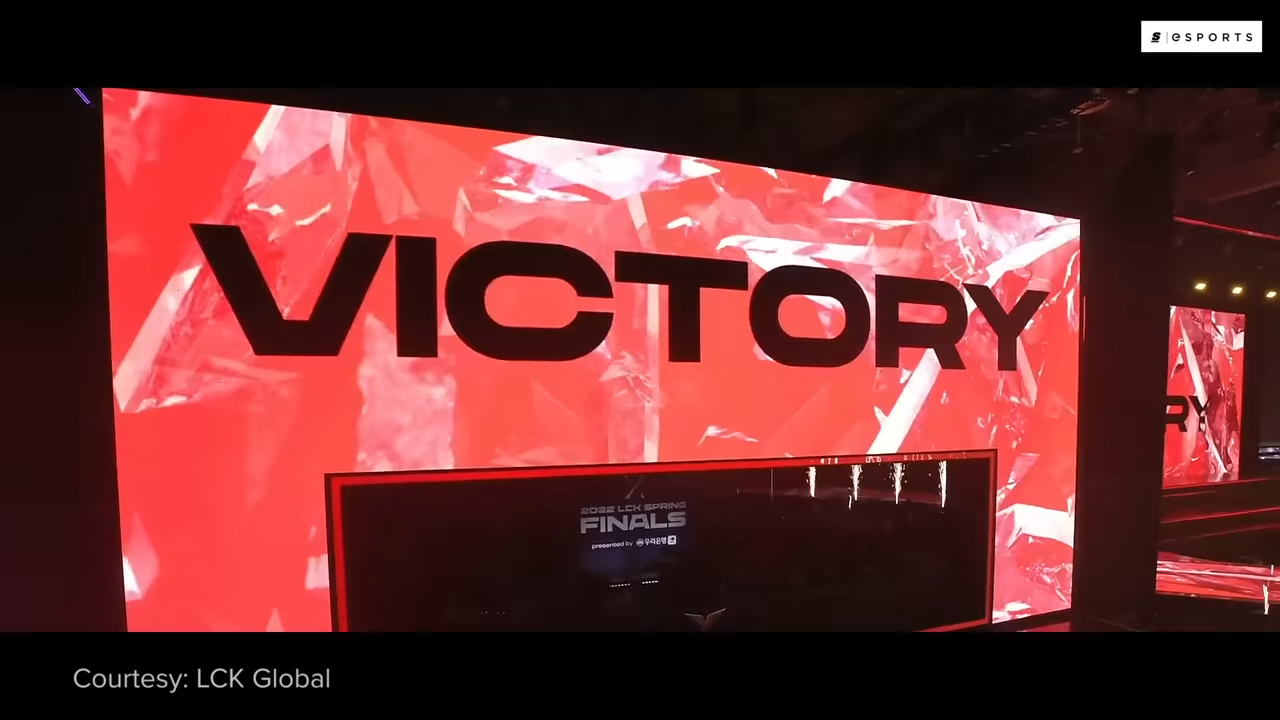 S | eSPORTS
VICTORY
RY
2022 LCK SPRING
FINALS
presented by 우리은행
Courtesy: LCK Global